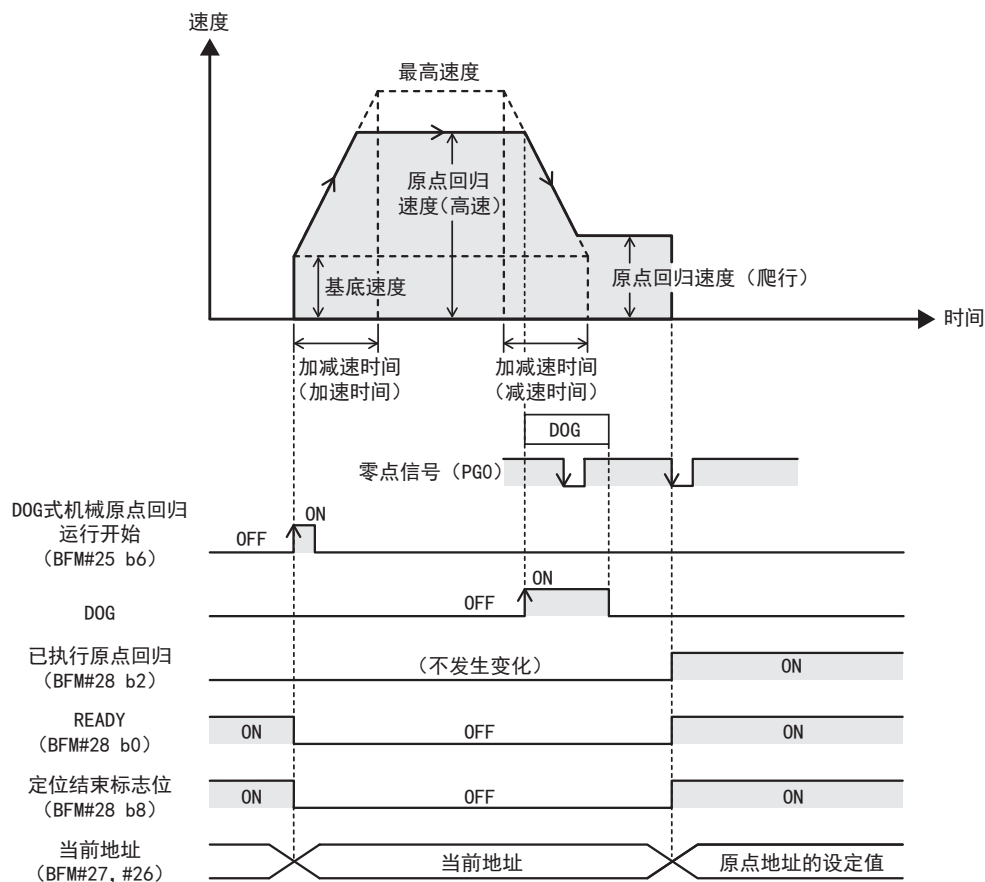 速度
最高速度
原点回归
速度（高速）
基底速度
原点回归速度（爬行）
时间
加减速时间
（加速时间）
加减速时间
（减速时间）
DOG
零点信号（PG0）
DOG式机械原点回归
运行开始
（BFM#25 b6）
OFF
ON
DOG
OFF
ON
已执行原点回归
（BFM#28 b2）
（不发生变化）
ON
READY
（BFM#28 b0）
ON
OFF
ON
定位结束标志位
（BFM#28 b8）
ON
OFF
ON
当前地址
（BFM#27, #26）
当前地址
原点地址的设定值